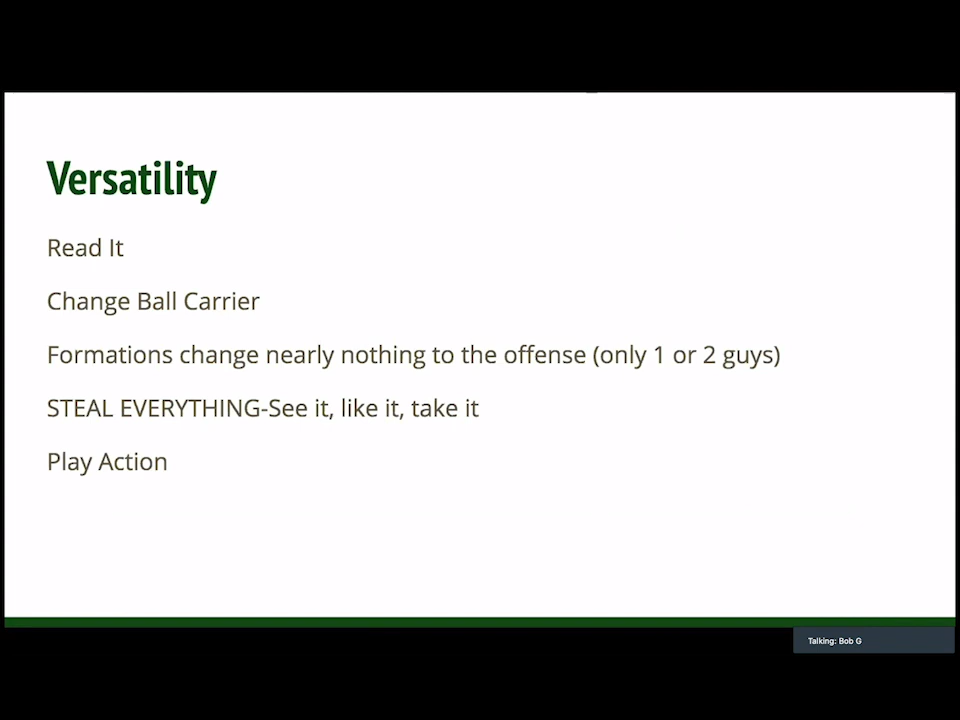 Versatility
Read It
Change Ball Carrier
Formations change nearly nothing to the offense (only 1 or 2 guys)
STEAL EVERYTHING-See it, like it, take it
Play Action
Talking: Bob G